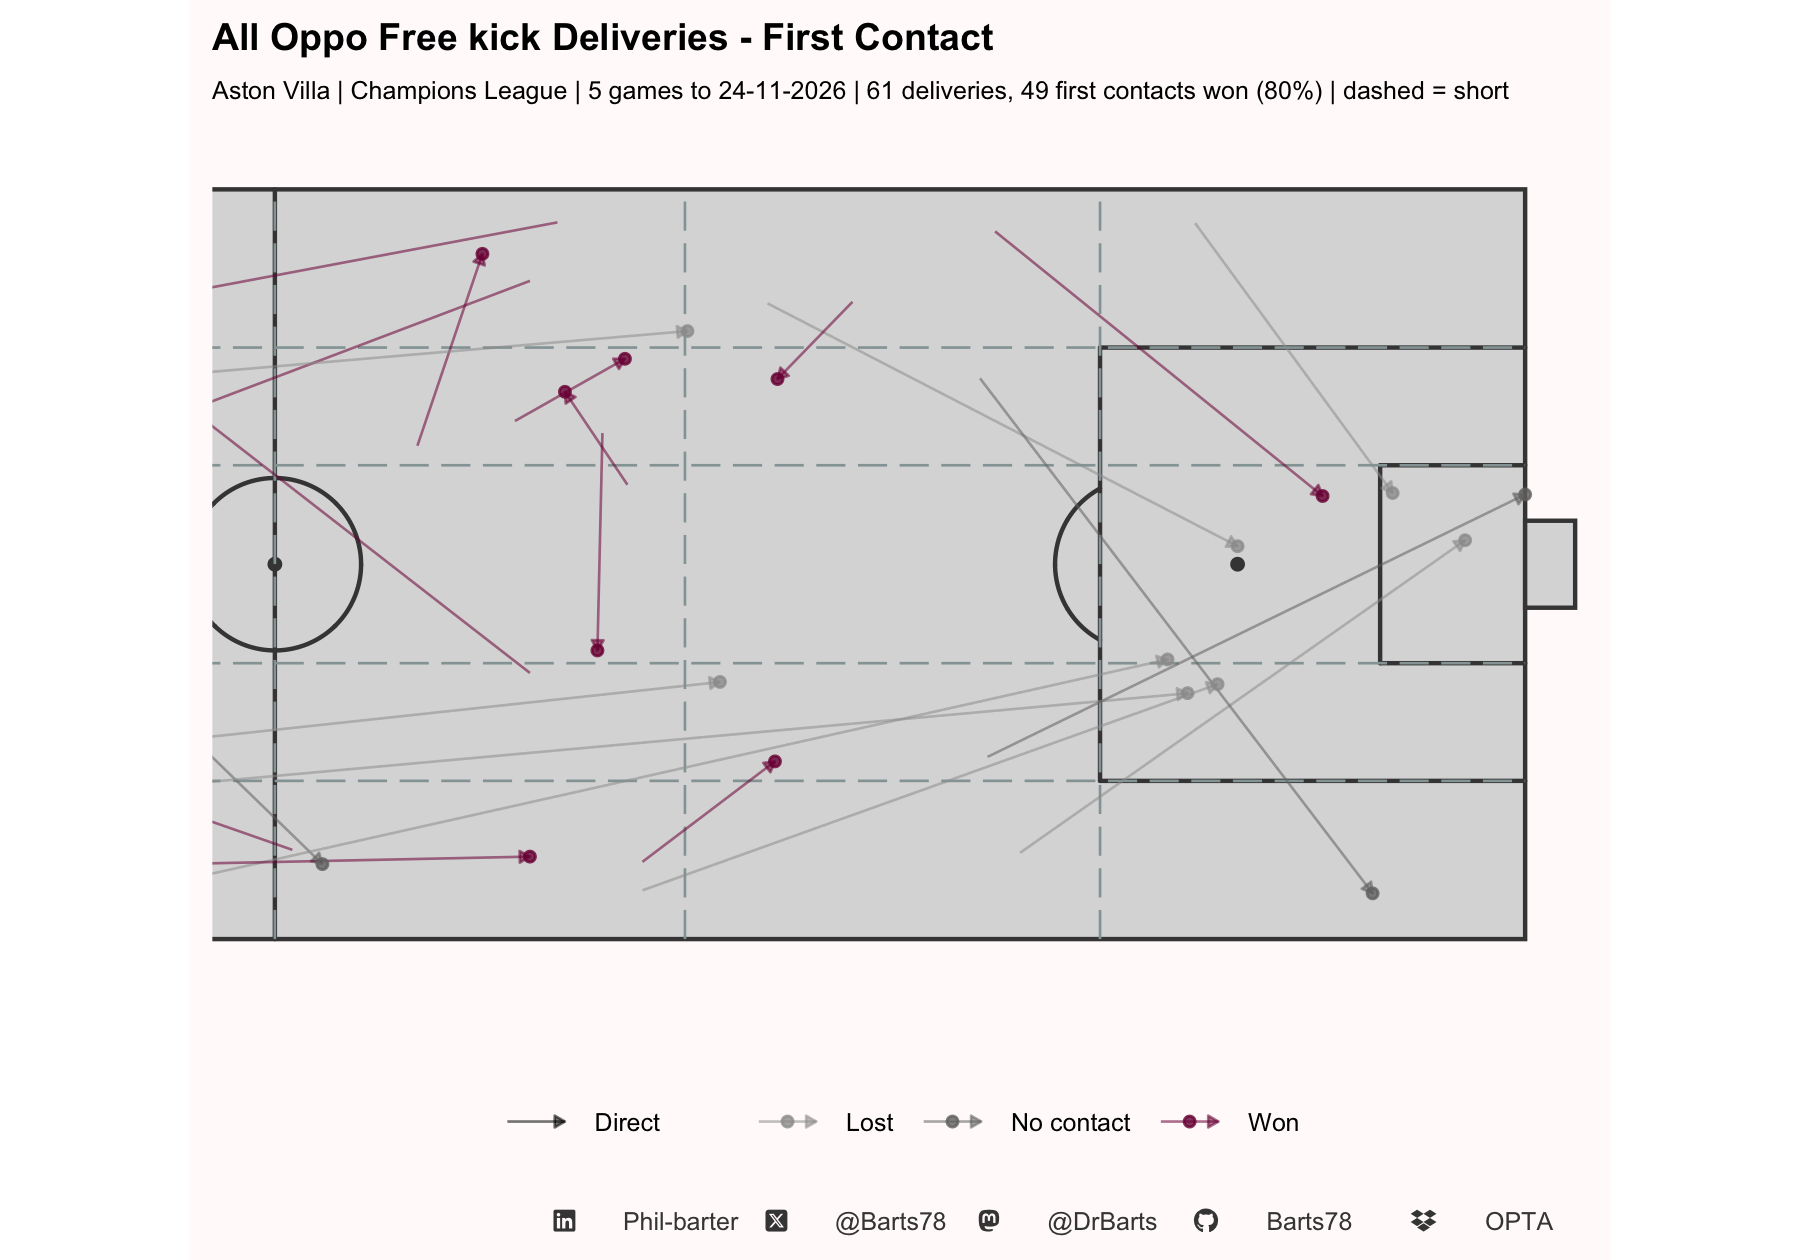 All Oppo Free kick Deliveries - First Contact
Aston Villa | Champions League | 5 games to 24-11-2026 | 61 deliveries, 49 first contacts won (80%) | dashed = short
Direct Lost No contact Won
Phil-barter @Barts78 @DrBarts Barts78 OPTA